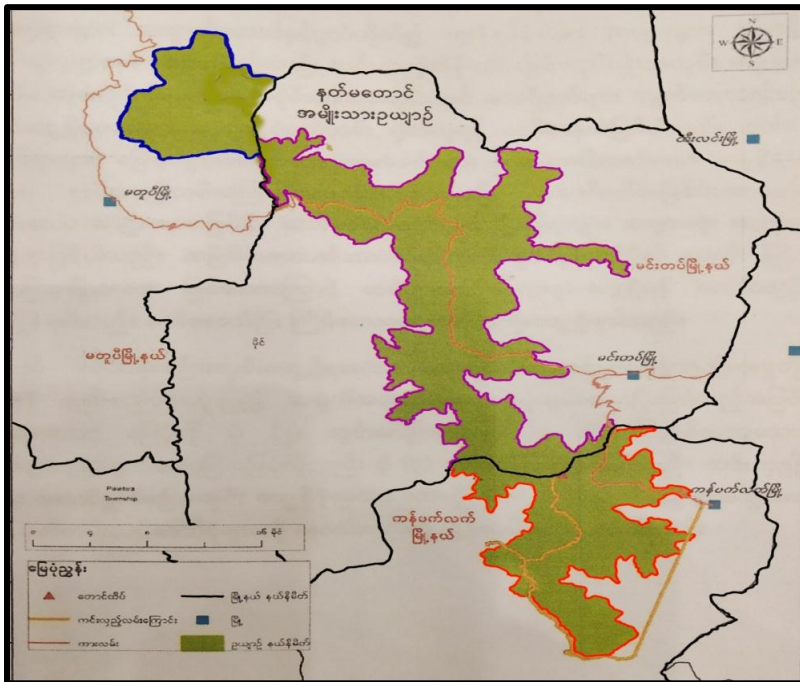 N
W E
S
နတ်မတောင်
အမျိုးသားဥယျာဉ်
မတူပီမြို့
မင်းတပ်မြို့နယ်
မင်းတပ်မြို့
မတူပီမြို့နယ်
ကန်ပက်လက်မြို့
ကန်ပက်လက်
မြို့နယ်
Paletwa
Township
မိုင်
မြေပုံညွှန်း
တောင်ထိပ်
မြို့နယ် နယ်နိမိတ်
ကင်းလှည့်လမ်းကြောင်း
မြို့
ကားလမ်း
ဥယျာဉ် နယ်နိမိတ်